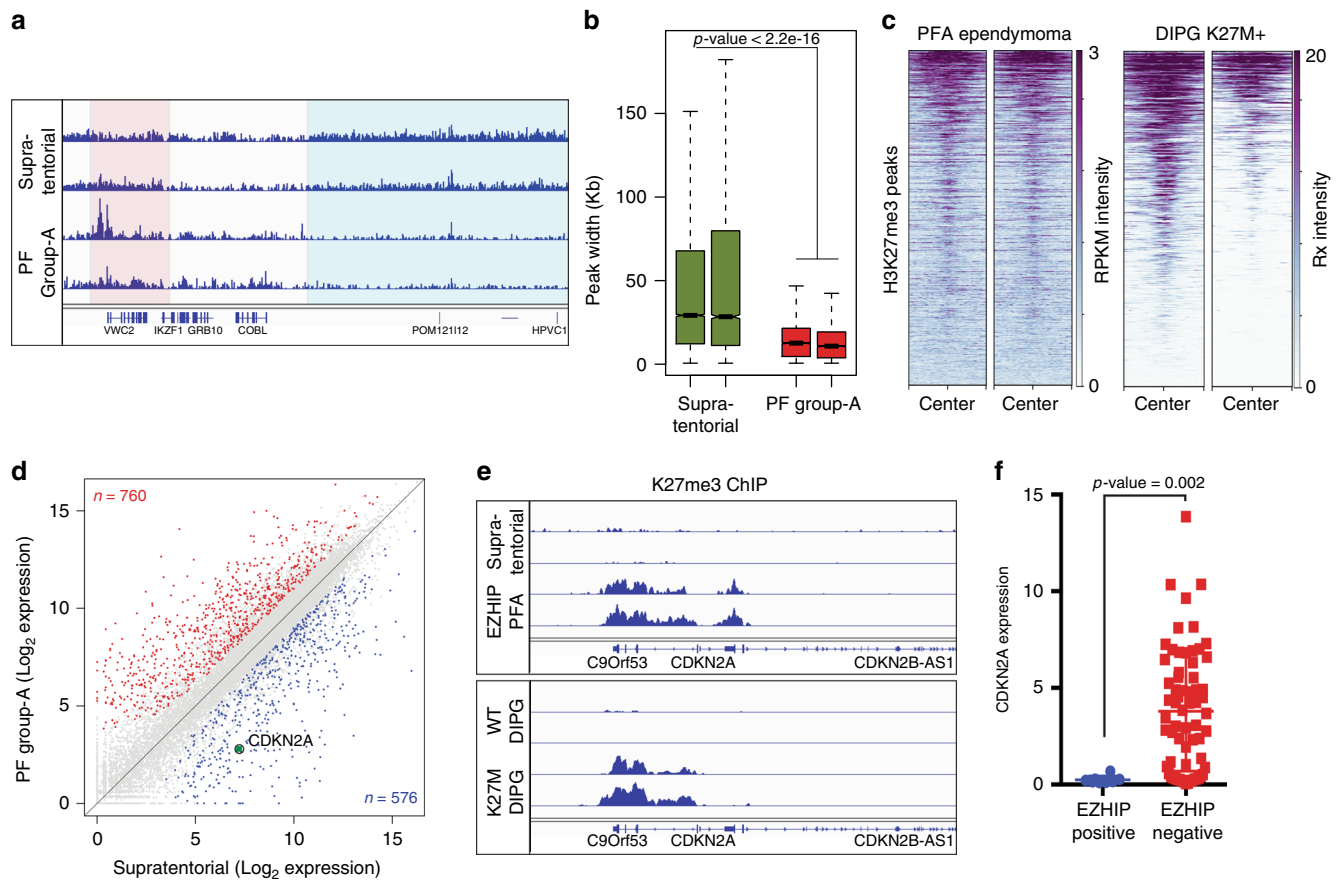 a
Supra-
tentorial
PF
Group-A
VWC2
IKZF1
GRB10
COBL
POM121l12
HPVC1
b
p-value < 2.2e-16
Peak width (Kb)
150
100
50
0
Supra-
tentorial
PF group-A
c
PFA ependymoma
DIPG K27M+
H3K27me3 peaks
3
RPKM intensity
0
20
Rx intensity
0
Center
Center
Center
Center
d
n = 760
PF group-A (Log2 expression)
15
10
5
0
CDKN2A
n = 576
0
5
10
15
Supratentorial (Log2 expression)
e
K27me3 ChIP
Supra-
tentorial
EZHIP
PFA
C9Orf53
CDKN2A
CDKN2B-AS1
WT
DIPG
K27M
DIPG
C9Orf53
CDKN2A
CDKN2B-AS1
f
p-value = 0.002
CDKN2A expression
15
10
5
0
EZHIP
positive
EZHIP
negative